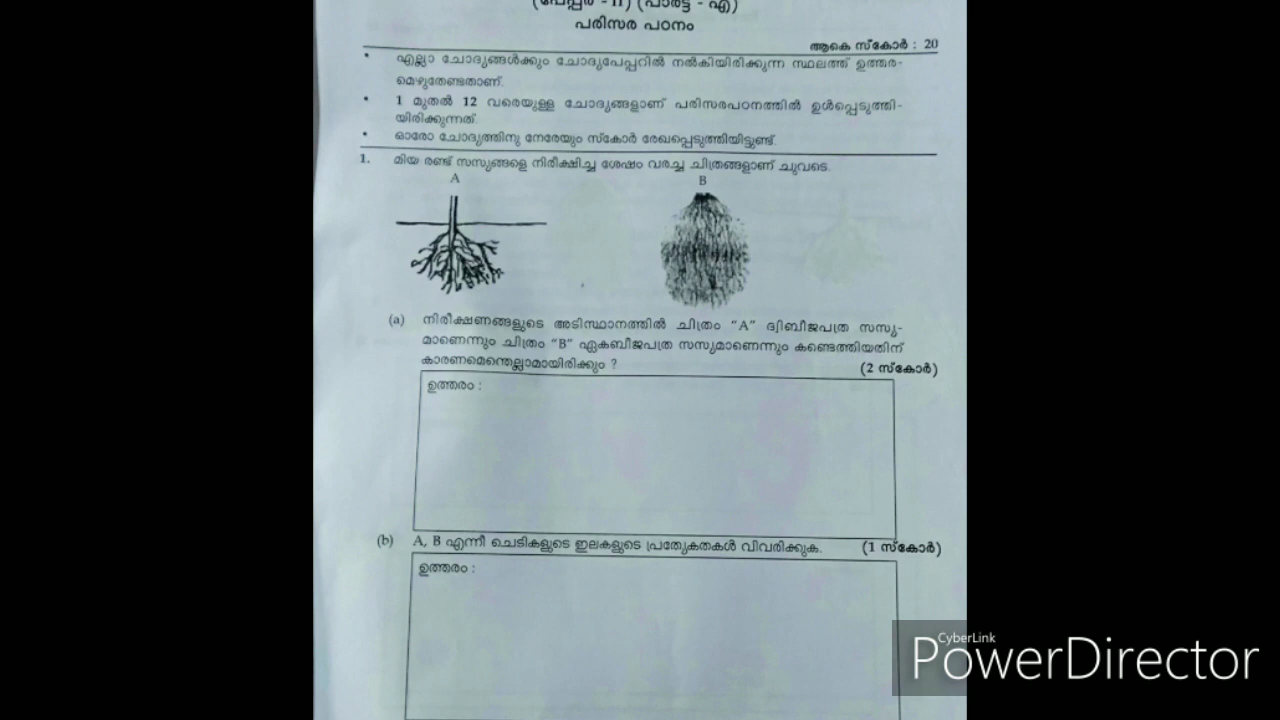 (പേപ്പർ - II) (പാർട്ട് - എ)
പരിസര പഠനം
ആകെ സ്കോർ : 20
• എല്ലാ ചോദ്യങ്ങൾക്കും ചോദ്യപേപ്പറിൽ നൽകിയിരിക്കുന്ന സ്ഥലത്ത് ഉത്തര-
മെഴുതേണ്ടതാണ്.
• 1 മുതൽ 12 വരെയുള്ള ചോദ്യങ്ങളാണ് പരിസരപഠനത്തിൽ ഉൾപ്പെടുത്തി-
യിരിക്കുന്നത്.
• ഓരോ ചോദ്യത്തിനു നേരേയും സ്കോർ രേഖപ്പെടുത്തിയിട്ടുണ്ട്.
1. മിയ രണ്ട് സസ്യങ്ങളെ നിരീക്ഷിച്ച ശേഷം വരച്ച ചിത്രങ്ങളാണ് ചുവടെ.
A B
(a) നിരീക്ഷണങ്ങളുടെ അടിസ്ഥാനത്തിൽ ചിത്രം "A" ദ്വിബീജപത്ര സസ്യ-
മാണെന്നും ചിത്രം "B" ഏകബീജപത്ര സസ്യമാണെന്നും കണ്ടെത്തിയതിന്
കാരണമെന്തെല്ലാമായിരിക്കും ? (2 സ്കോർ)
ഉത്തരം :
(b) A, B എന്നീ ചെടികളുടെ ഇലകളുടെ പ്രത്യേകതകൾ വിവരിക്കുക. (1 സ്കോർ)
ഉത്തരം :
CyberLink
PowerDirector